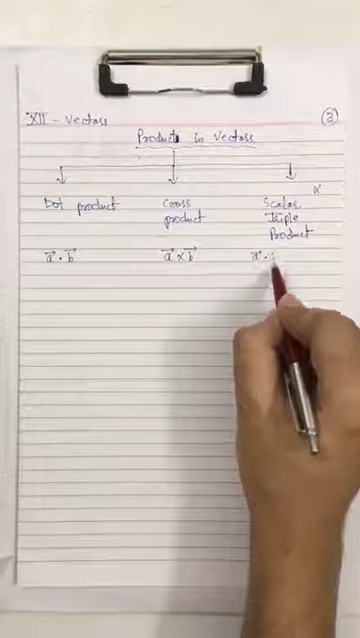 XII - Vectors
(3)
Products in Vectors
x
Dot product
Cross product
Scalar Triple Product
a⃗ · b⃗
a⃗ × b⃗
a⃗ ·